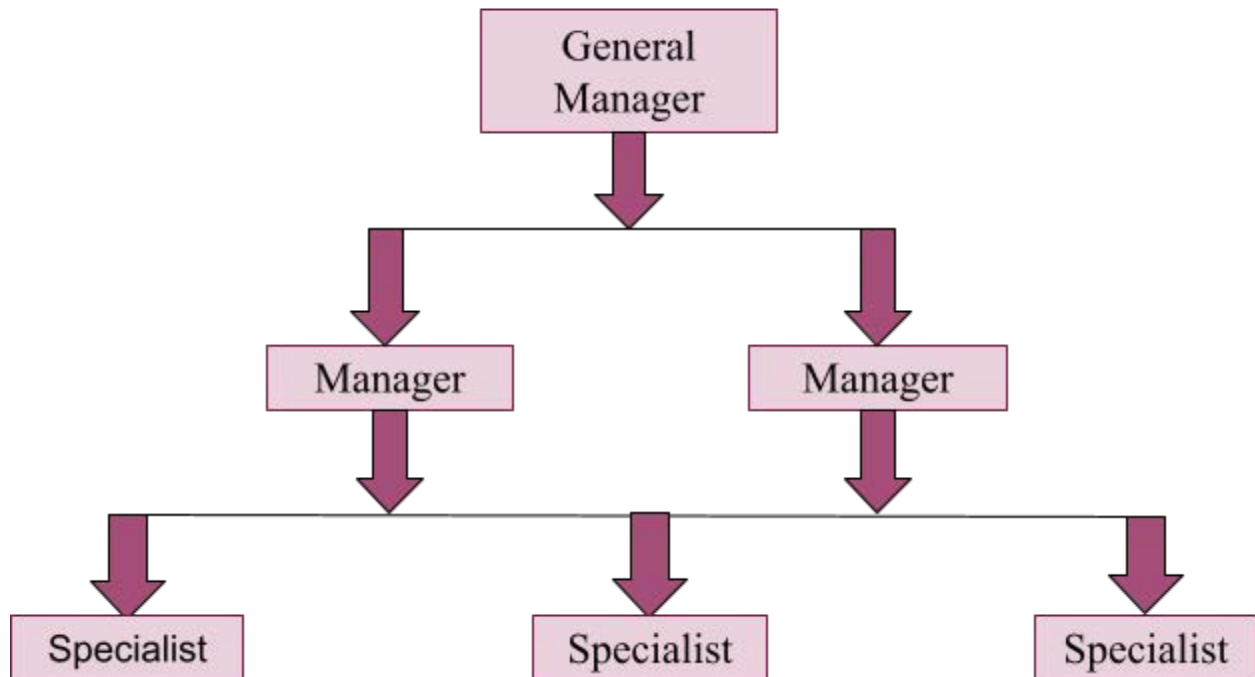 General
Manager
Manager
Manager
Specialist
Specialist
Specialist